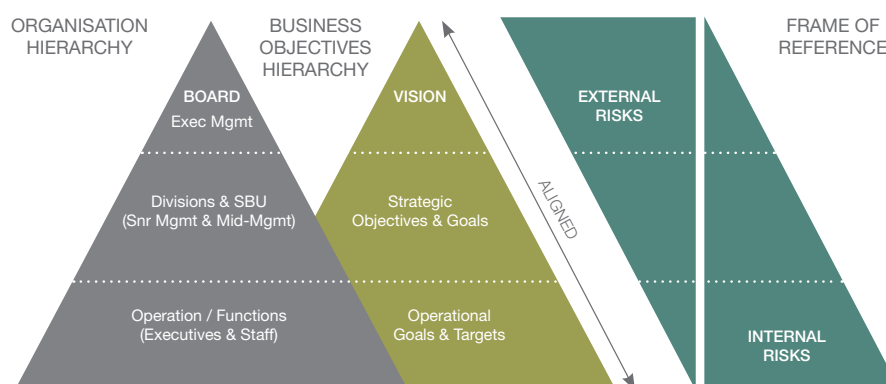 ORGANISATION
HIERARCHY
BUSINESS
OBJECTIVES
HIERARCHY
FRAME OF
REFERENCE
BOARD
Exec Mgmt
VISION
EXTERNAL
RISKS
Divisions & SBU
(Snr Mgmt & Mid-Mgmt)
Strategic
Objectives & Goals
ALIGNED
Operation / Functions
(Executives & Staff)
Operational
Goals & Targets
INTERNAL
RISKS